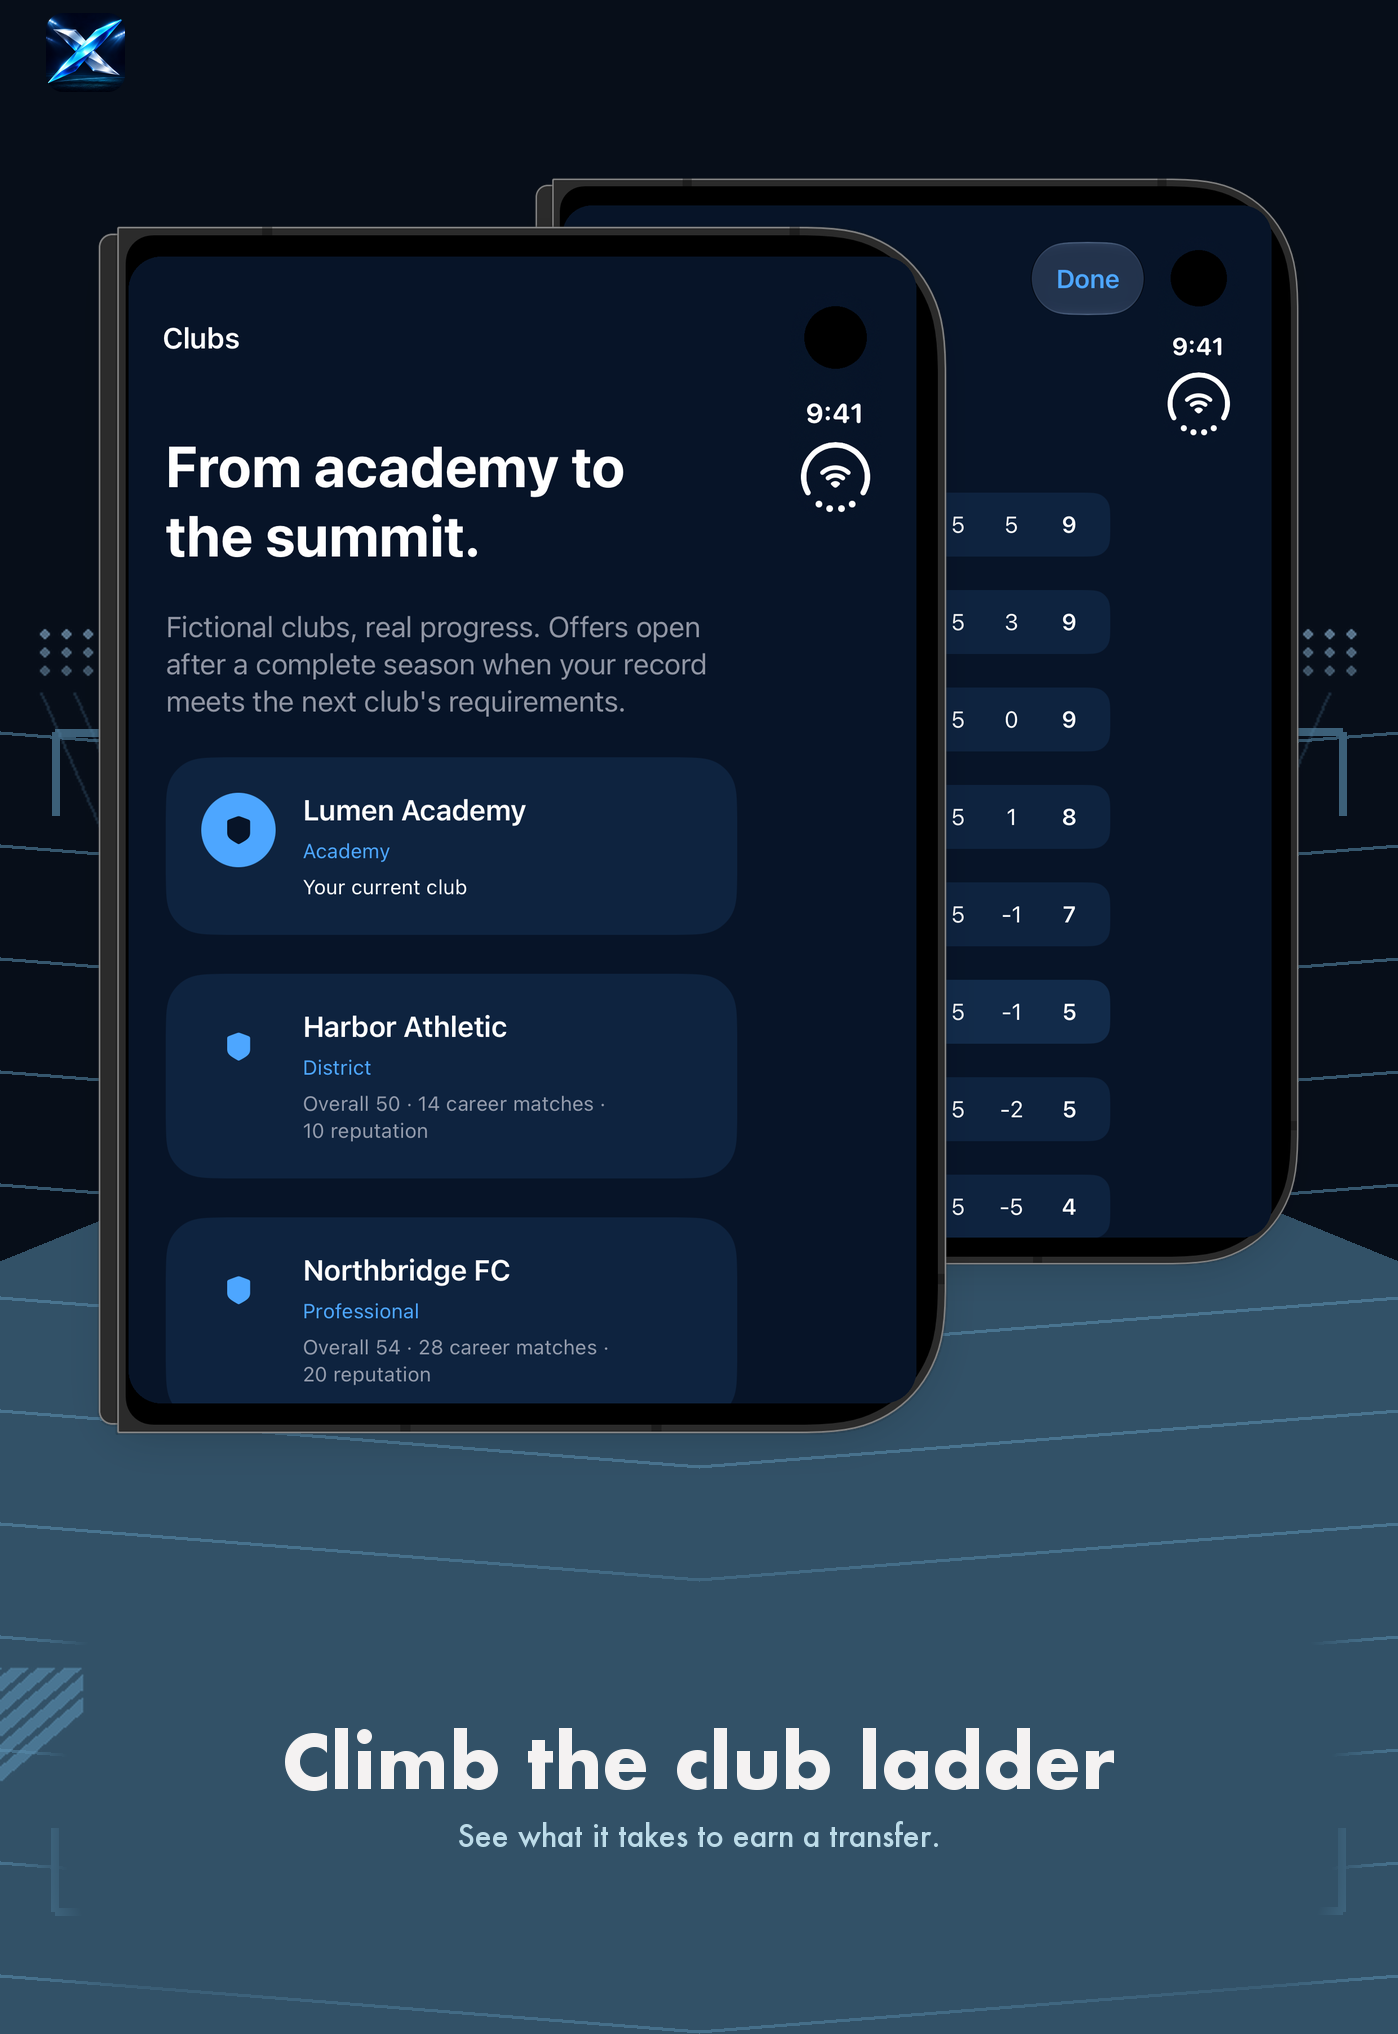 Clubs
9:41
From academy to
the summit.
Fictional clubs, real progress. Offers open
after a complete season when your record
meets the next club's requirements.
Lumen Academy
Academy
Your current club
Harbor Athletic
District
Overall 50 · 14 career matches ·
10 reputation
Northbridge FC
Professional
Overall 54 · 28 career matches ·
20 reputation
Done
9:41
5 5 9
5 3 9
5 0 9
5 1 8
5 -1 7
5 -1 5
5 -2 5
5 -5 4
Climb the club ladder
See what it takes to earn a transfer.